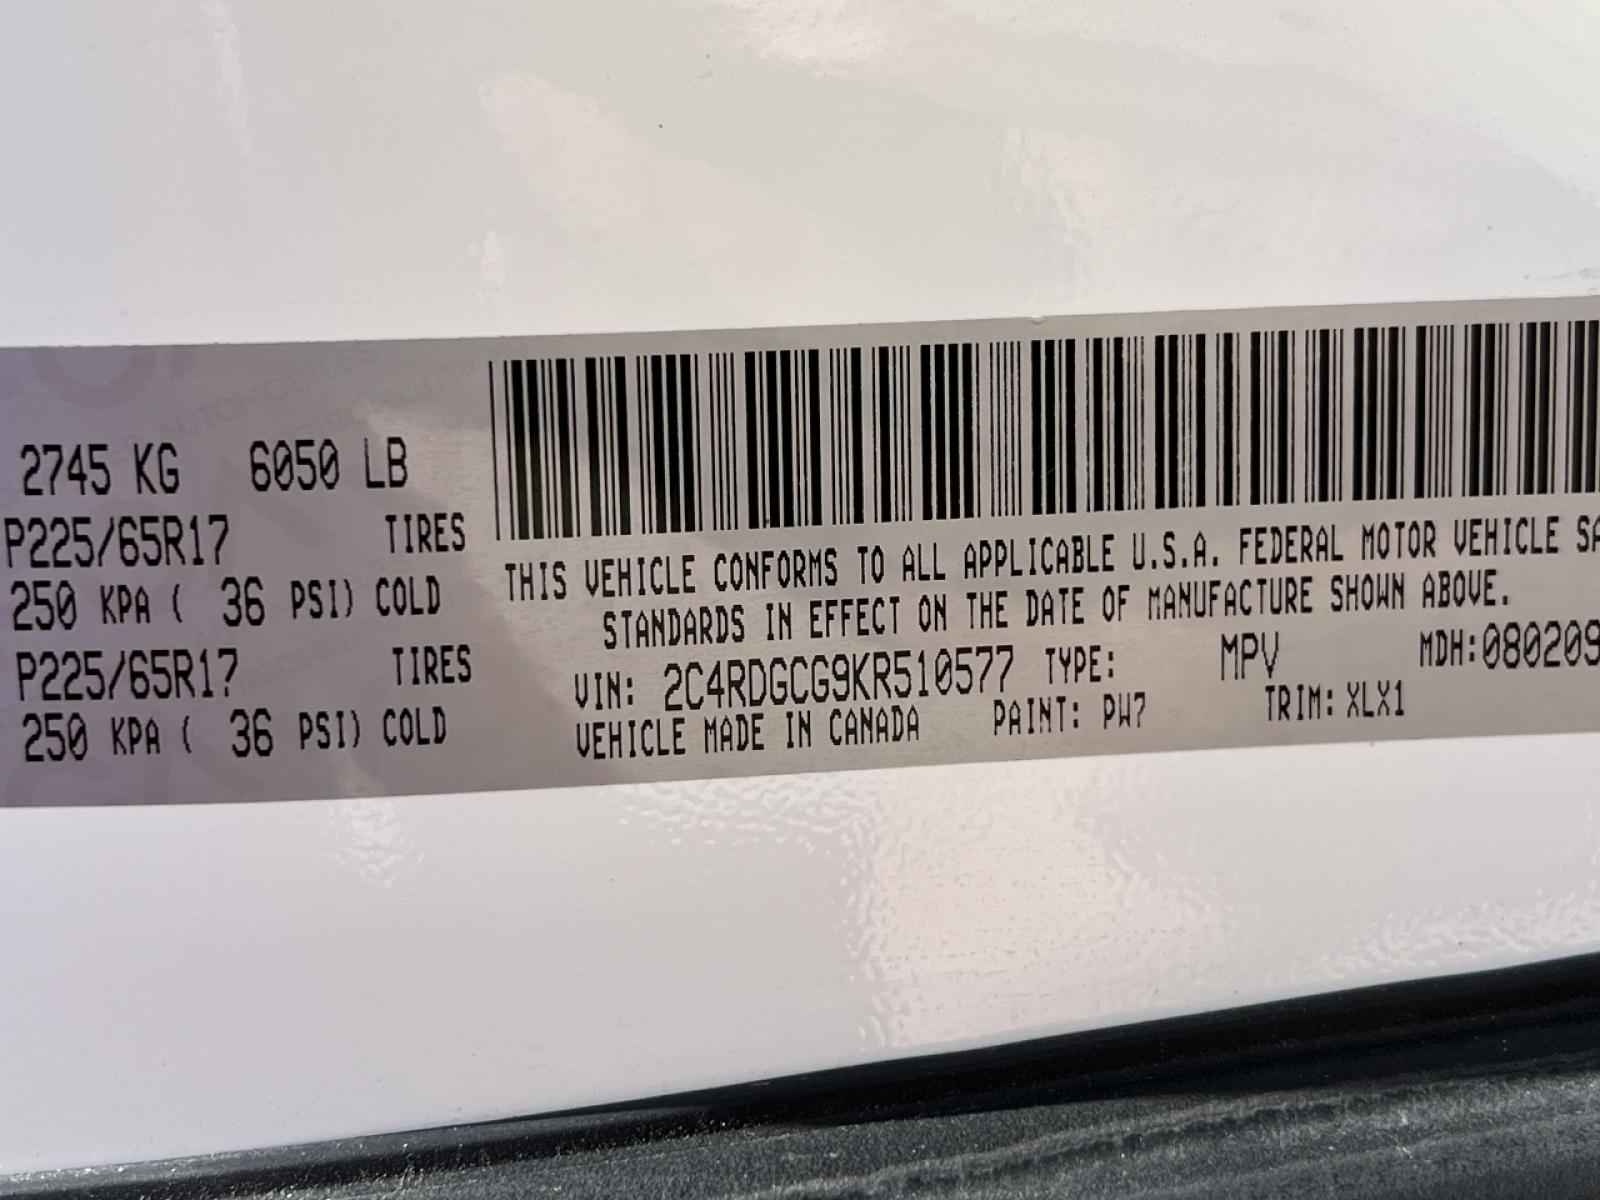 2745 KG 6050 LB
P225/65R17 TIRES
250 KPA ( 36 PSI) COLD
P225/65R17 TIRES
250 KPA ( 36 PSI) COLD
THIS VEHICLE CONFORMS TO ALL APPLICABLE U.S.A. FEDERAL MOTOR VEHICLE SA
STANDARDS IN EFFECT ON THE DATE OF MANUFACTURE SHOWN ABOVE.
VIN: 2C4RDGCG9KR510577 TYPE: MPV MDH:080209
VEHICLE MADE IN CANADA PAINT: PW7 TRIM: XLX1